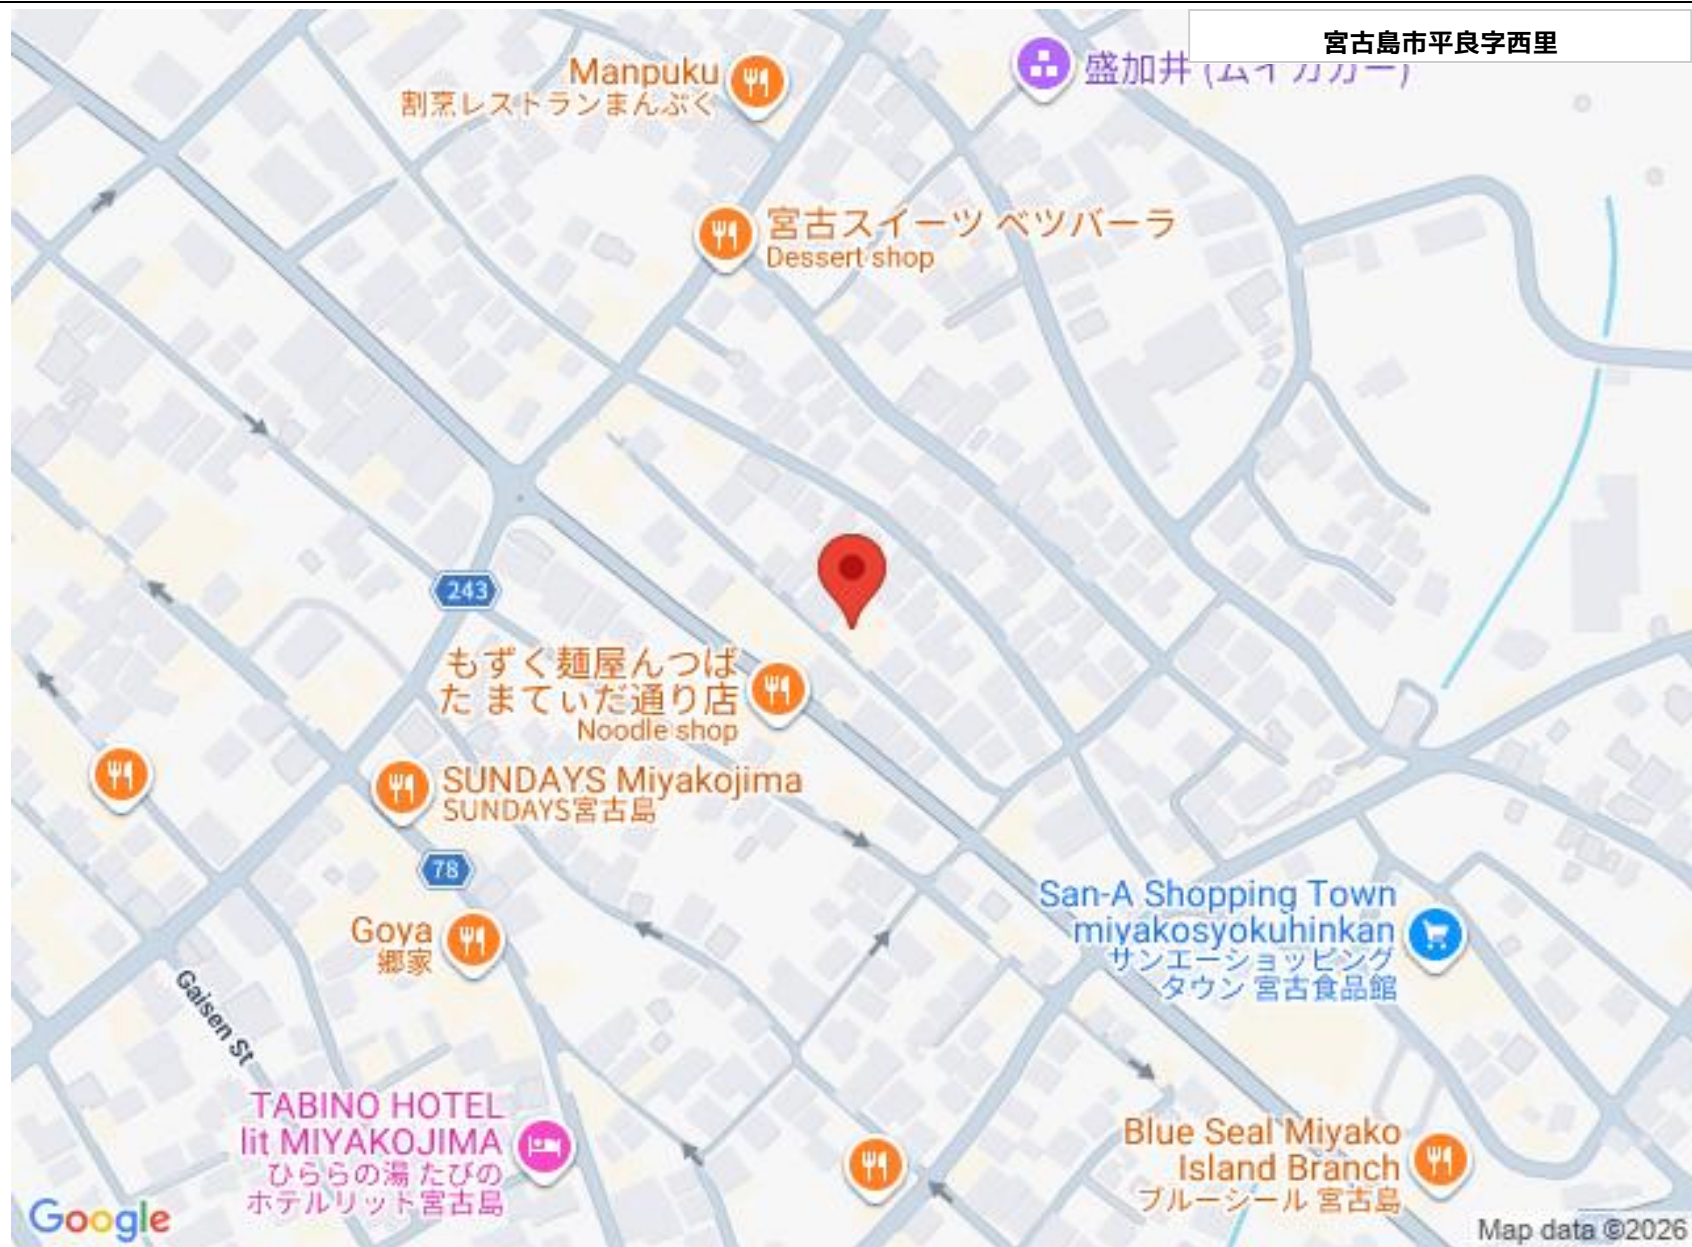 宮古島市平良字西里
Manpuku
割烹レストランまんぷく
盛加井 (ムイカガー)
宮古スイーツ ベツバーラ
Dessert shop
243
もずく麺屋んつば
た まてぃだ通り店
Noodle shop
SUNDAYS Miyakojima
SUNDAYS宮古島
78
Goya
郷家
San-A Shopping Town
miyakosyokuhinkan
サンエーショッピング
タウン 宮古食品館
Gaisen St
TABINO HOTEL
lit MIYAKOJIMA
ひららの湯 たびの
ホテルリット宮古島
Blue Seal Miyako
Island Branch
ブルーシール 宮古島
Google
Map data ©2026